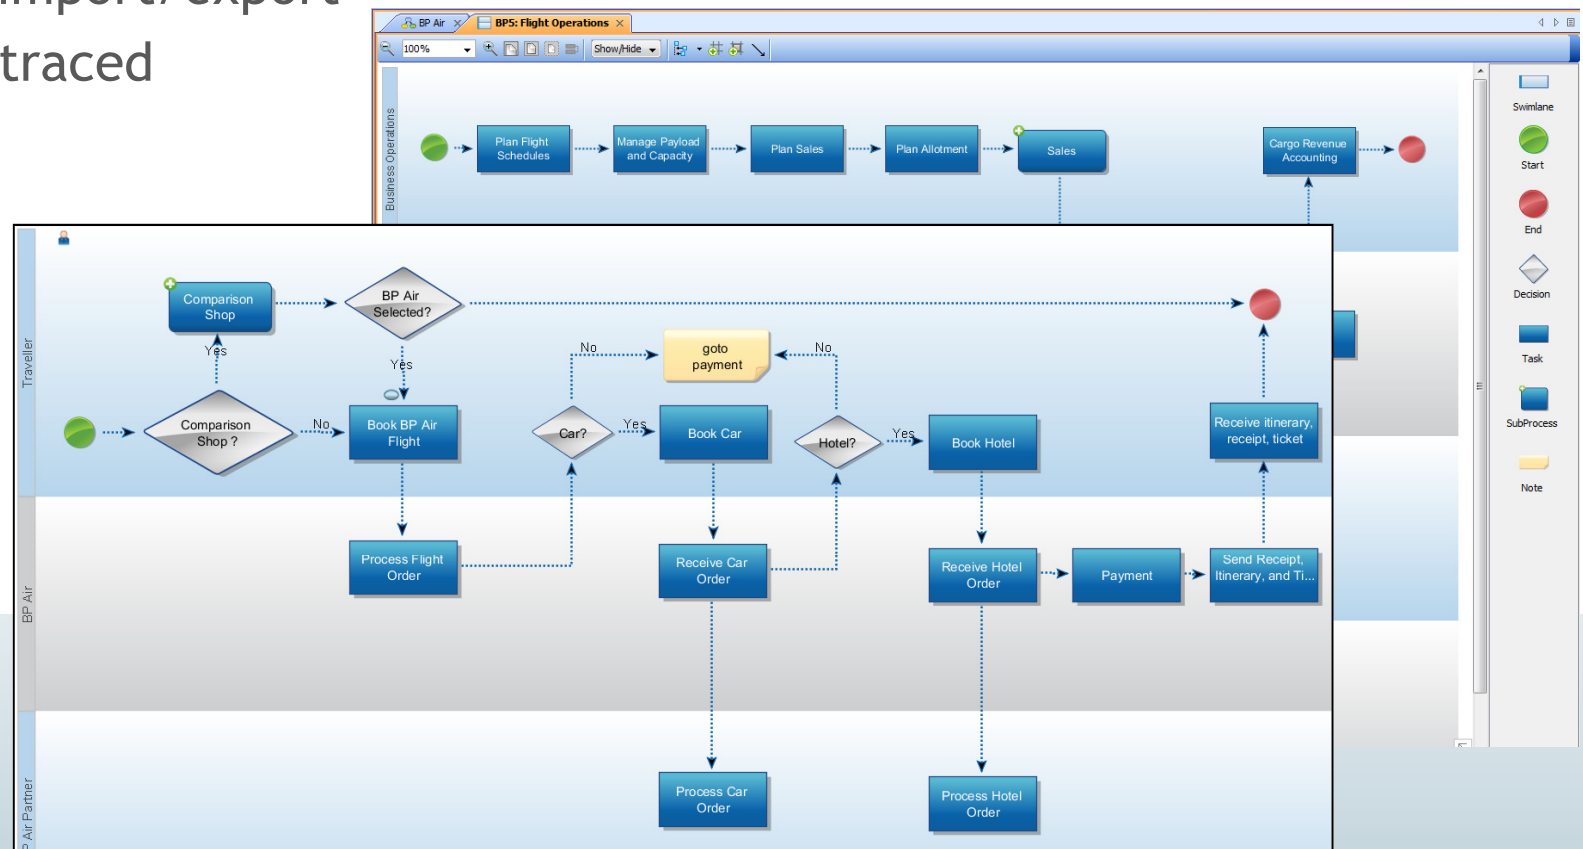 import/export
traced
BP Air
BP5: Flight Operations
100%
Show/Hide
Business Operations
Plan Flight
Schedules
Manage Payload
and Capacity
Plan Sales
Plan Allotment
Sales
Cargo Revenue
Accounting
Swimlane
Start
End
Decision
Task
SubProcess
Note
Traveller
Comparison
Shop
BP Air
Selected?
Yes
Yes
No
goto
payment
No
Comparison
Shop ?
No
Book BP Air
Flight
Car?
Yes
Book Car
Hotel?
Yes
Book Hotel
Receive itinerary,
receipt, ticket
BP Air
Process Flight
Order
Receive Car
Order
Receive Hotel
Order
Payment
Send Receipt,
Itinerary, and Ti...
Air Partner
Process Car
Order
Process Hotel
Order